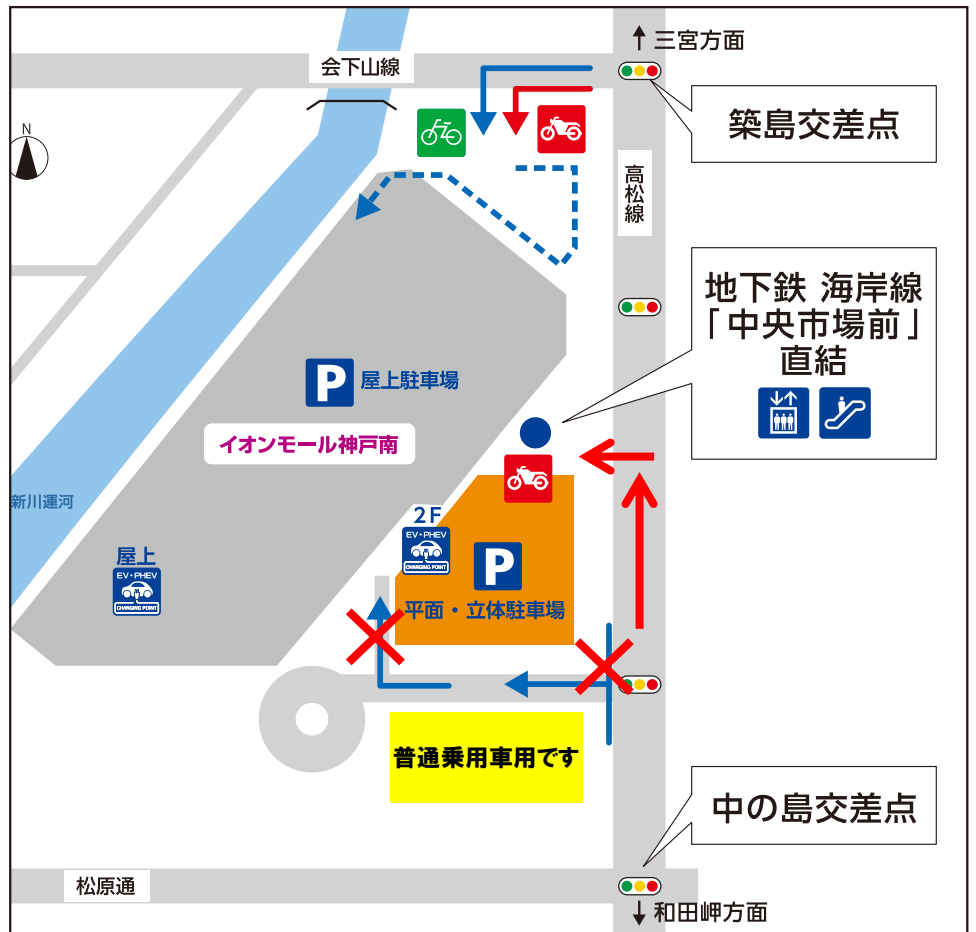 三宮方面
会下山線
築島交差点
N
高松線
地下鉄 海岸線
「中央市場前」
直結
P 屋上駐車場
イオンモール神戸南
新川運河
2F
EV・PHEV
CHARGING POINT
屋上
EV・PHEV
CHARGING POINT
P
平面・立体駐車場
普通乗用車用です
中の島交差点
松原通
和田岬方面